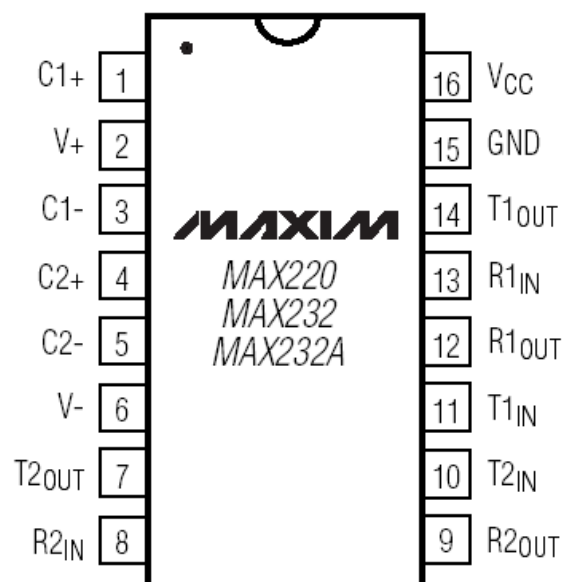 C1+ 1 16 VCC
V+ 2 15 GND
C1- 3 MAXIM 14 T1OUT
C2+ 4 MAX220 13 R1IN
MAX232
C2- 5 MAX232A 12 R1OUT
V- 6 11 T1IN
T2OUT 7 10 T2IN
R2IN 8 9 R2OUT